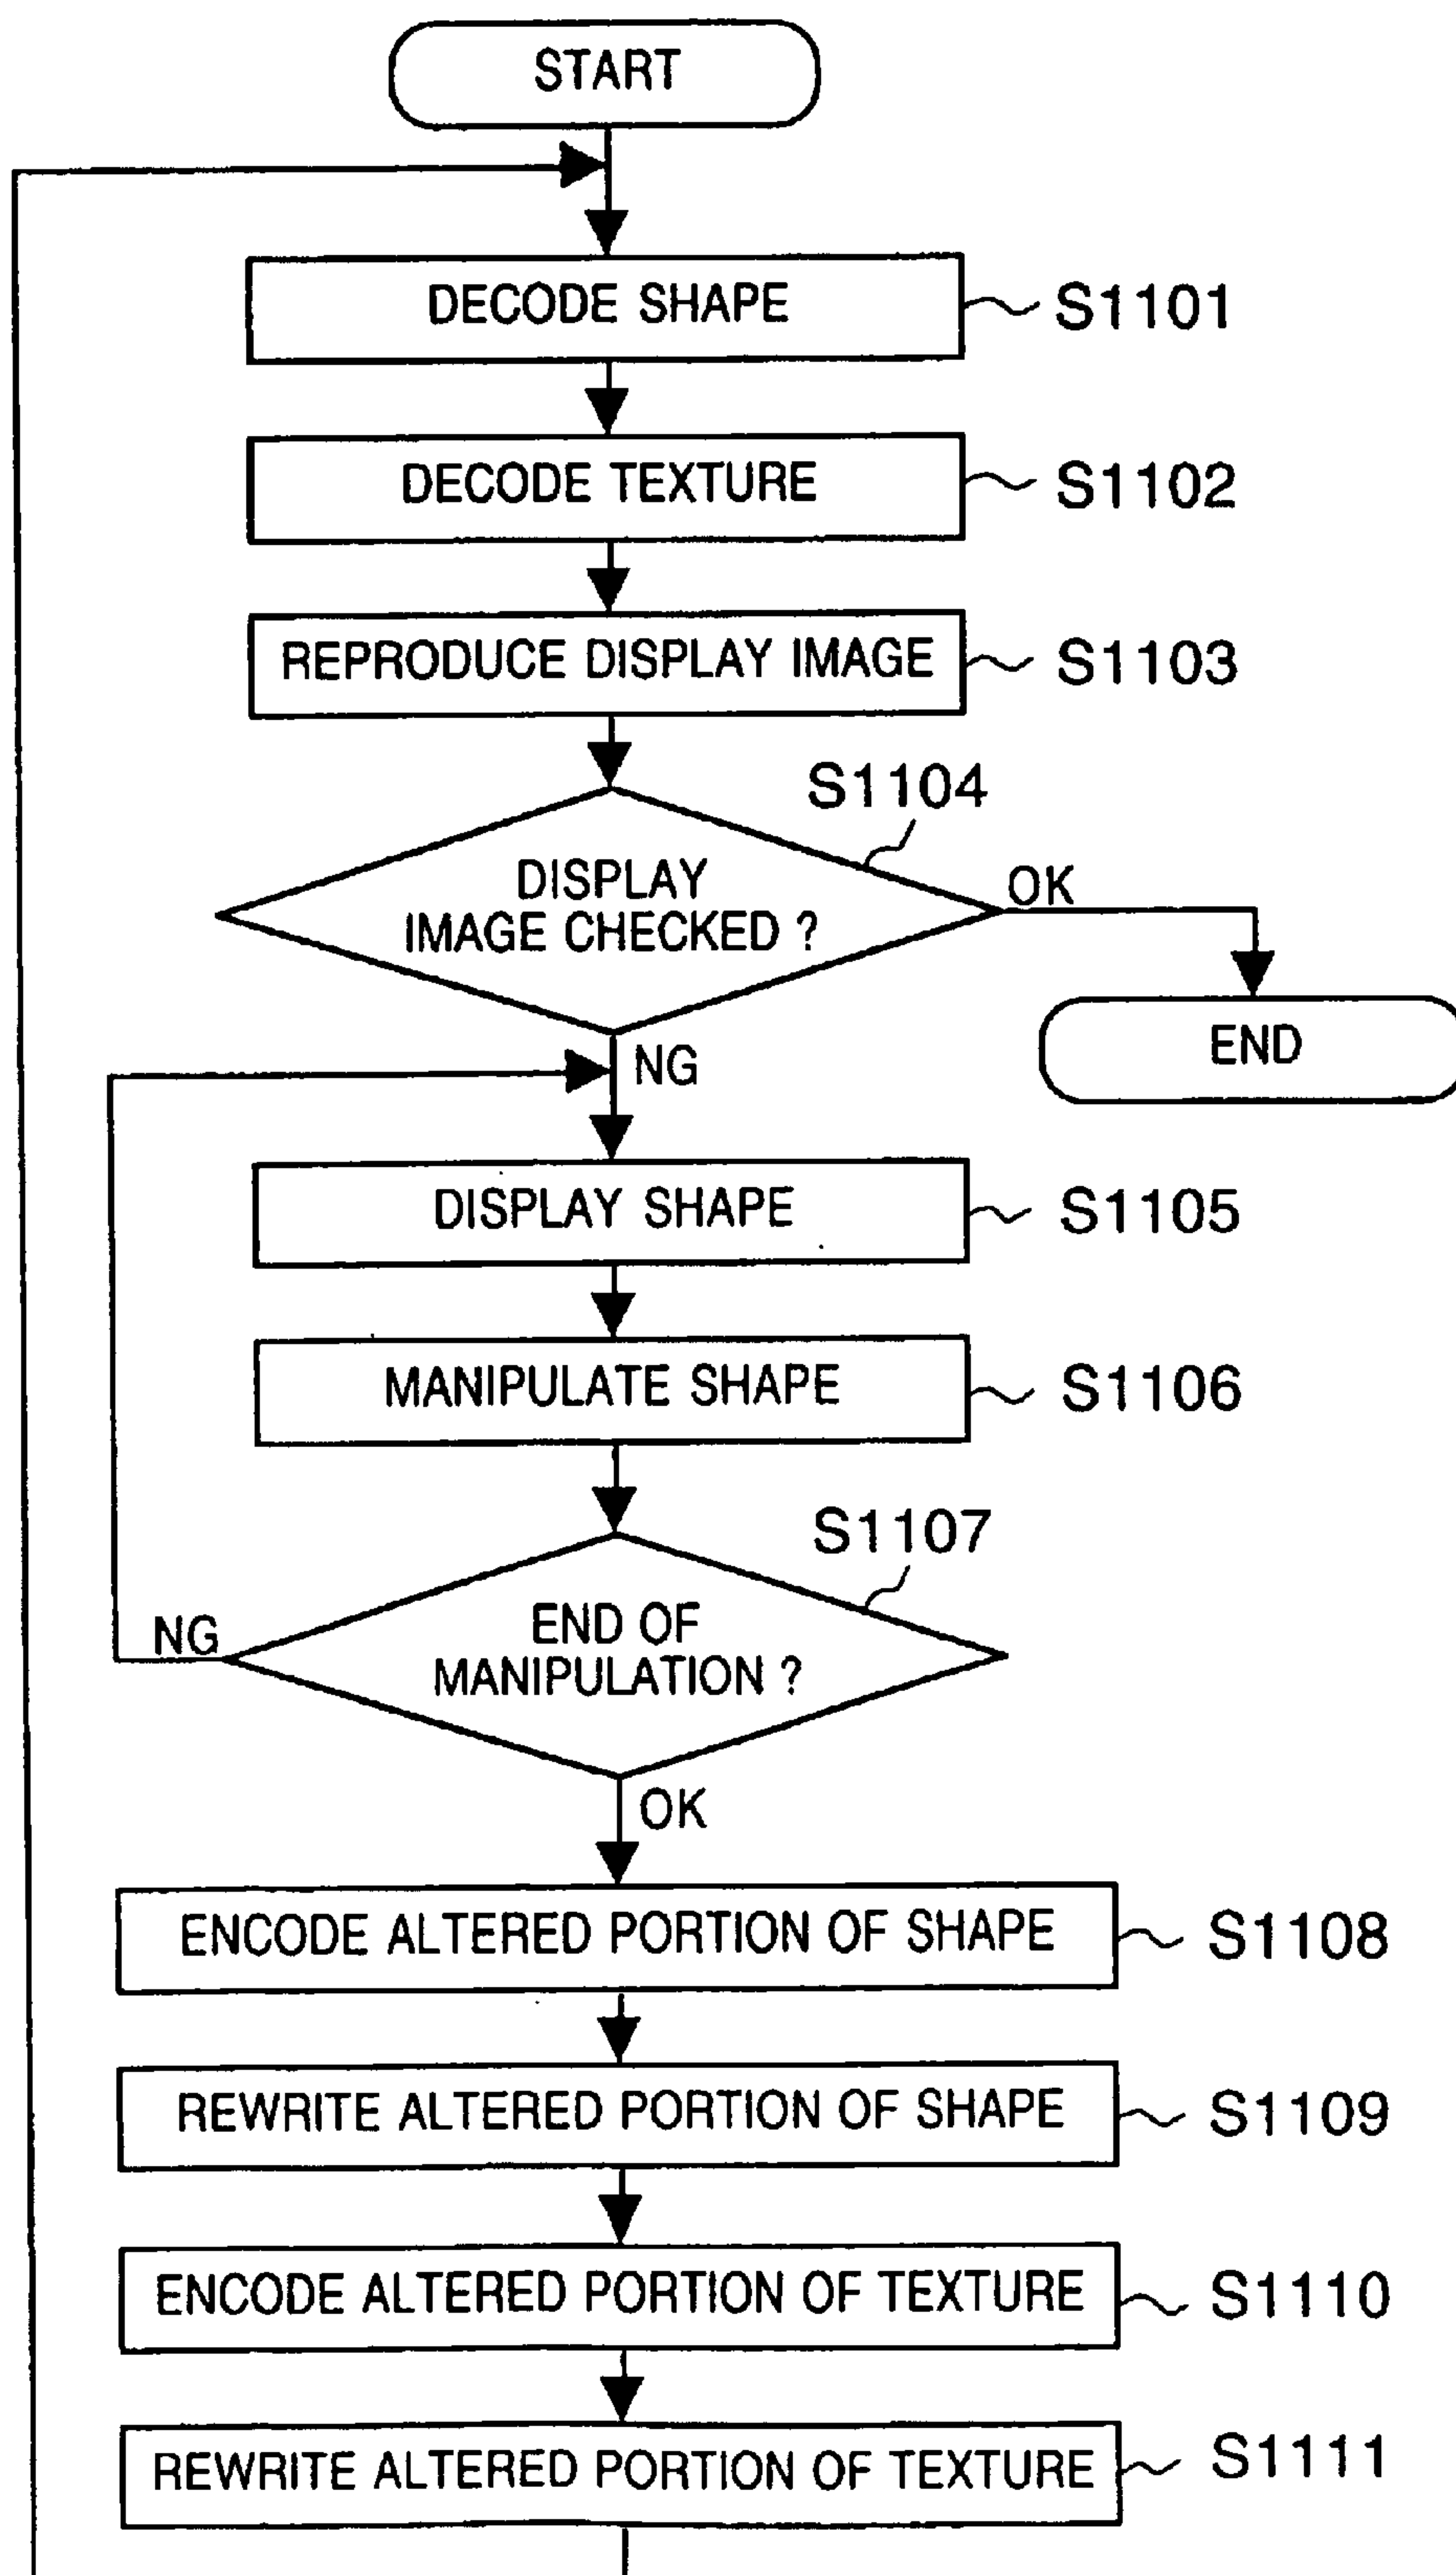 START
DECODE SHAPE
S1101
DECODE TEXTURE
S1102
REPRODUCE DISPLAY IMAGE
S1103
S1104
DISPLAY
IMAGE CHECKED ?
OK
END
NG
DISPLAY SHAPE
S1105
MANIPULATE SHAPE
S1106
S1107
END OF
MANIPULATION ?
NG
OK
ENCODE ALTERED PORTION OF SHAPE
S1108
REWRITE ALTERED PORTION OF SHAPE
S1109
ENCODE ALTERED PORTION OF TEXTURE
S1110
REWRITE ALTERED PORTION OF TEXTURE
S1111